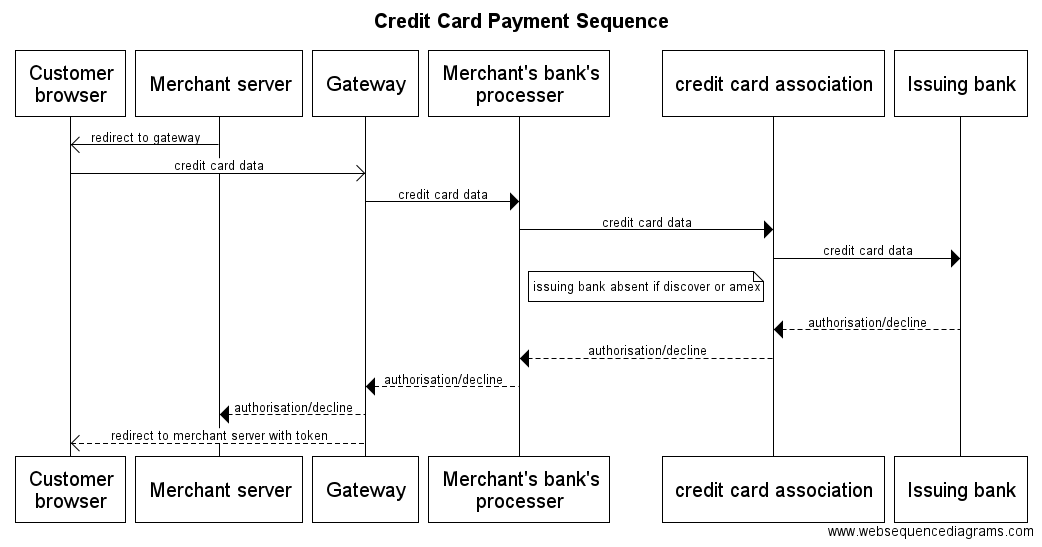 Credit Card Payment Sequence
Customer
browser
Merchant server
Gateway
Merchant's bank's
processer
credit card association
Issuing bank
redirect to gateway
credit card data
credit card data
credit card data
credit card data
issuing bank absent if discover or amex
authorisation/decline
authorisation/decline
authorisation/decline
authorisation/decline
redirect to merchant server with token
Customer
browser
Merchant server
Gateway
Merchant's bank's
processer
credit card association
Issuing bank
www.websequencediagrams.com